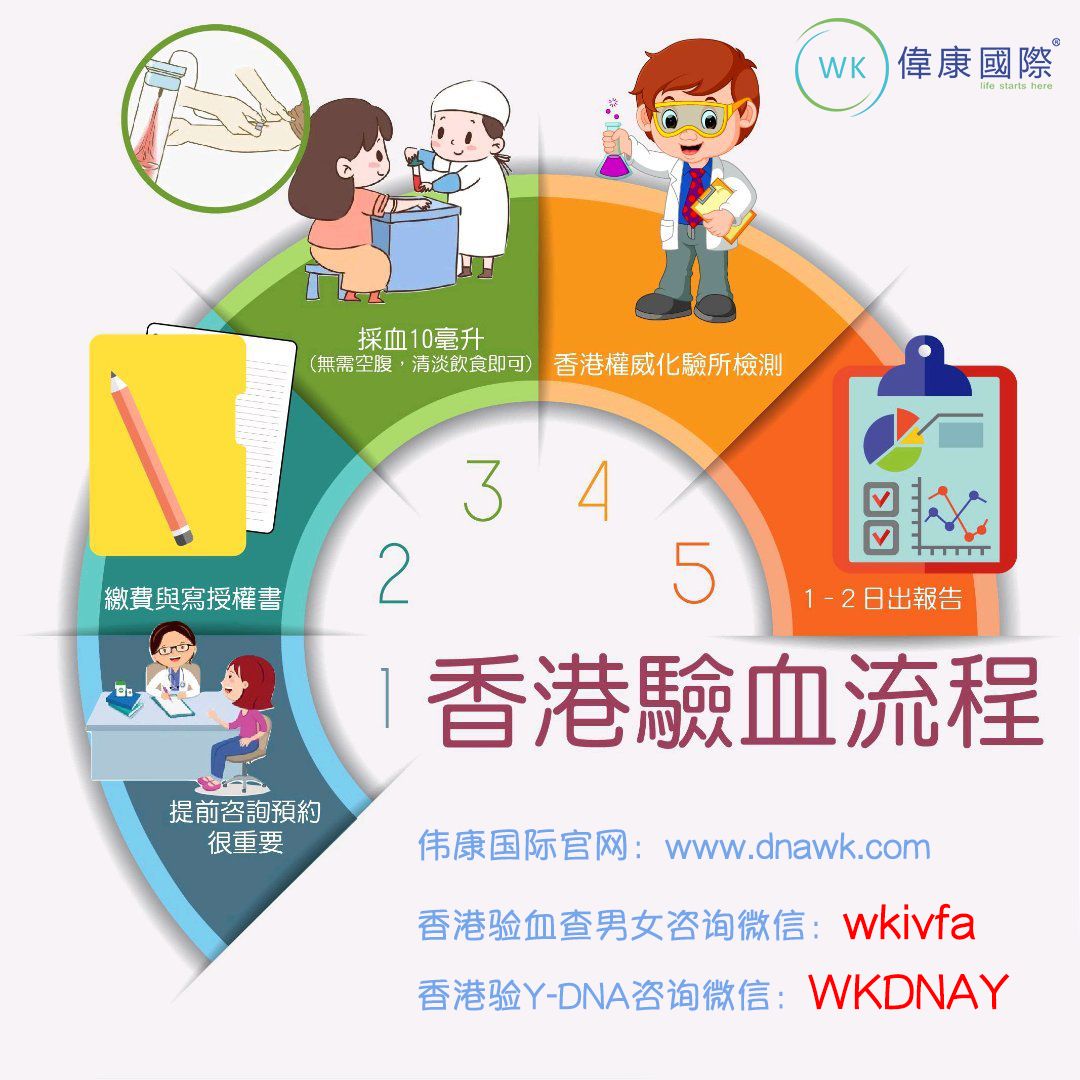 WK 偉康國際®
life starts here
採血10毫升
（無需空腹，清淡飲食即可）
香港權威化驗所檢測
繳費與寫授權書
1-2日出報告
3
4
2
5
1
香港驗血流程
提前咨詢預約
很重要
伟康国际官网：www.dnawk.com
香港验血查男女咨询微信：wkivfa
香港验Y-DNA咨询微信：WKDNAY